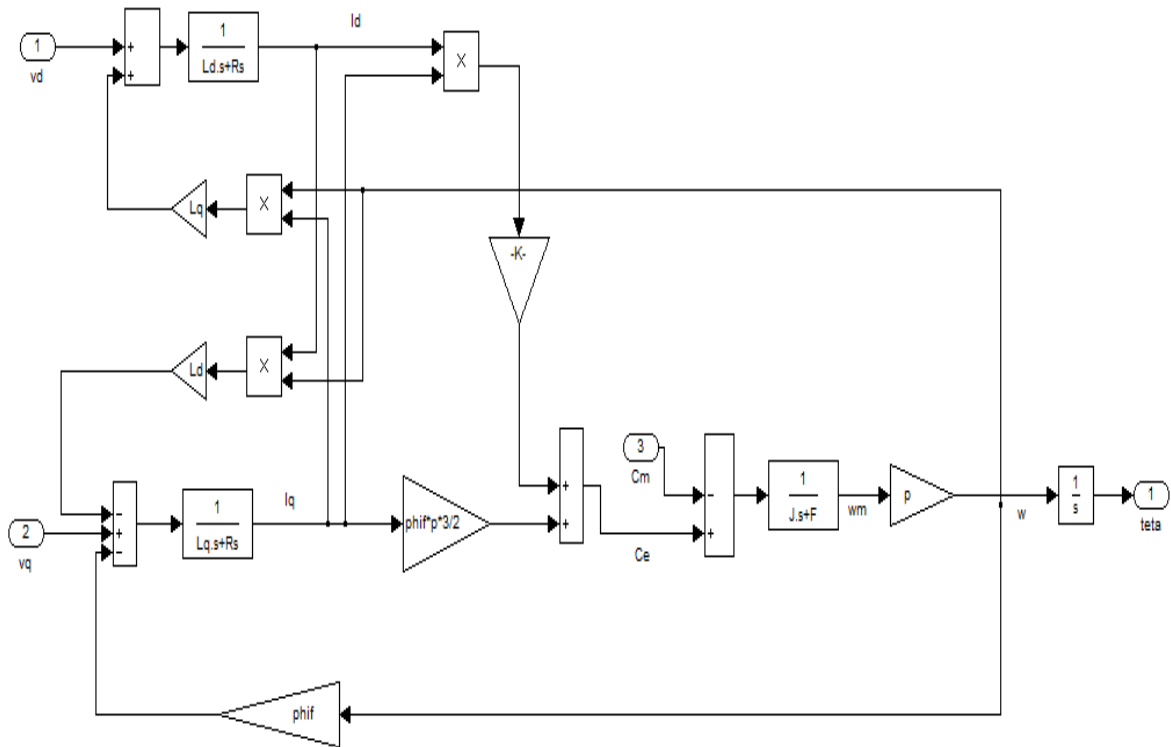 1
vd
+
+
1
Ld.s+Rs
Id
X
Lq
X
-K-
Ld
X
2
vq
−
+
−
1
Lq.s+Rs
Iq
phif*p*3/2
+
+
Ce
3
Cm
−
+
1
J.s+F
wm
p
w
1
s
1
teta
phif